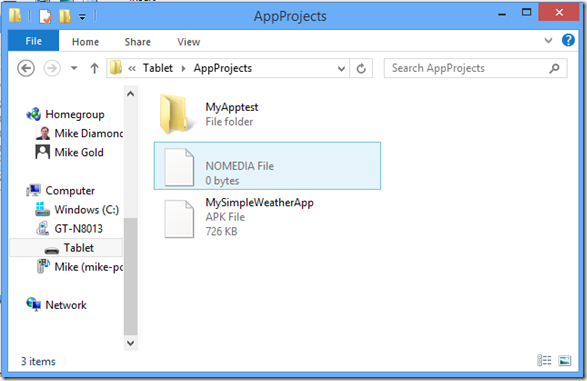 AppProjects
File
Home
Share
View
« Tablet AppProjects
Search AppProjects
Homegroup
Mike Diamond
Mike Gold
Computer
Windows (C:)
GT-N8013
Tablet
Mike (mike-pc
Network
MyApptest
File folder
NOMEDIA File
0 bytes
MySimpleWeatherApp
APK File
726 KB
3 items